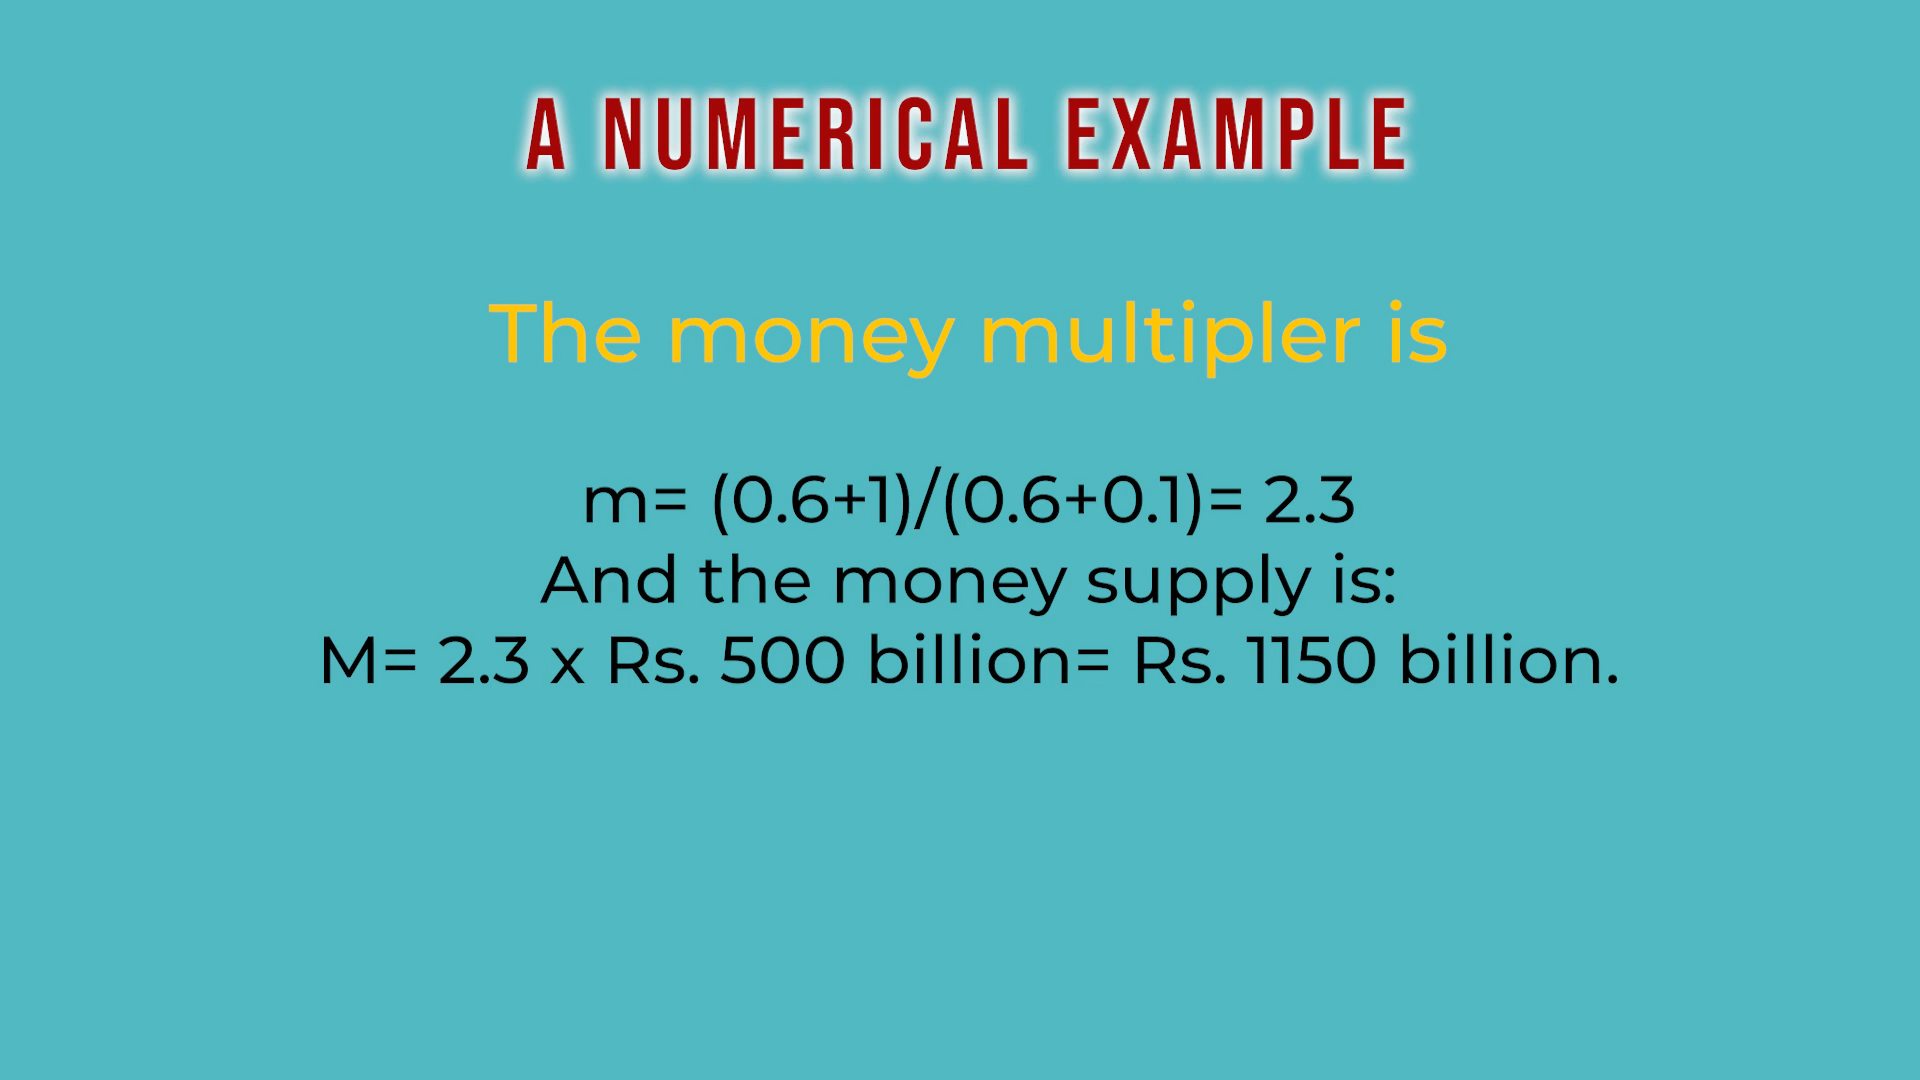 A NUMERICAL EXAMPLE
The money multipler is
m= (0.6+1)/(0.6+0.1)= 2.3
And the money supply is:
M= 2.3 x Rs. 500 billion= Rs. 1150 billion.